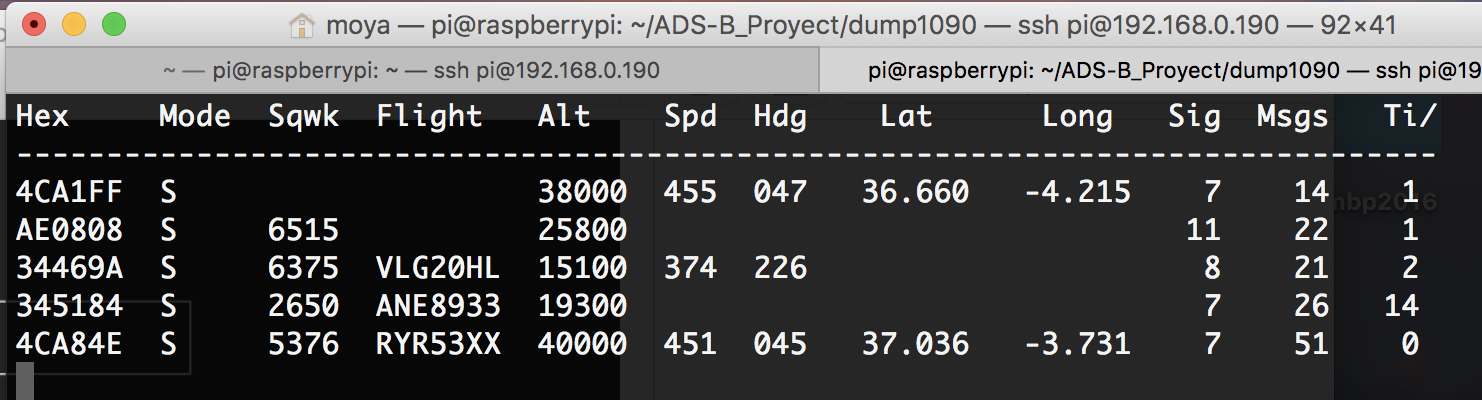 moya — pi@raspberrypi: ~/ADS-B_Proyect/dump1090 — ssh pi@192.168.0.190 — 92×41
~ — pi@raspberrypi: ~ — ssh pi@192.168.0.190 pi@raspberrypi: ~/ADS-B_Proyect/dump1090 — ssh pi@19
Hex Mode Sqwk Flight Alt Spd Hdg Lat Long Sig Msgs Ti/
-------------------------------------------------------------------------------
4CA1FF S 38000 455 047 36.660 -4.215 7 14 1
mbp2016
AE0808 S 6515 25800 11 22 1
34469A S 6375 VLG20HL 15100 374 226 8 21 2
345184 S 2650 ANE8933 19300 7 26 14
4CA84E S 5376 RYR53XX 40000 451 045 37.036 -3.731 7 51 0